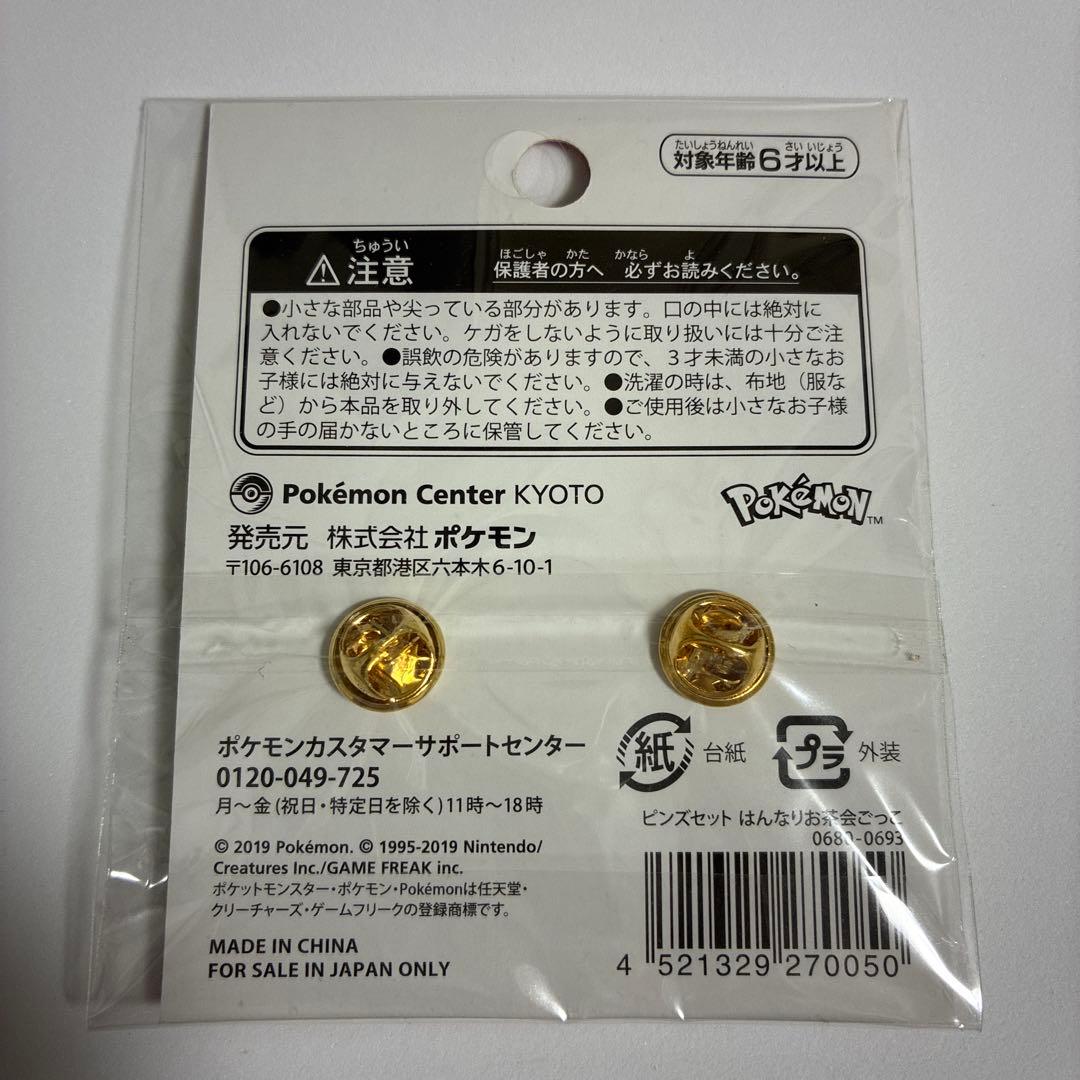 たいしょうねんれい さい いじょう
対象年齢6才以上
ちゅうい
注意
ほごしゃ かた かなら よ
保護者の方へ 必ずお読みください。
●小さな部品や尖っている部分があります。口の中には絶対に
入れないでください。ケガをしないように取り扱いには十分ご注
意ください。●誤飲の危険がありますので、3才未満の小さなお
子様には絶対に与えないでください。●洗濯の時は、布地(服な
ど)から本品を取り外してください。●ご使用後は小さなお子様
の手の届かないところに保管してください。
Pokémon Center KYOTO
POKéMON™
発売元 株式会社ポケモン
〒106-6108 東京都港区六本木6-10-1
ポケモンカスタマーサポートセンター
0120-049-725
月〜金(祝日・特定日を除く)11時〜18時
紙 台紙
プラ 外装
ピンズセット はんなりお茶会ごっこ
0680-0693
© 2019 Pokémon. © 1995-2019 Nintendo/
Creatures Inc./GAME FREAK inc.
ポケットモンスター・ポケモン・Pokémonは任天堂・
クリーチャーズ・ゲームフリークの登録商標です。
MADE IN CHINA
FOR SALE IN JAPAN ONLY
4 521329 270050